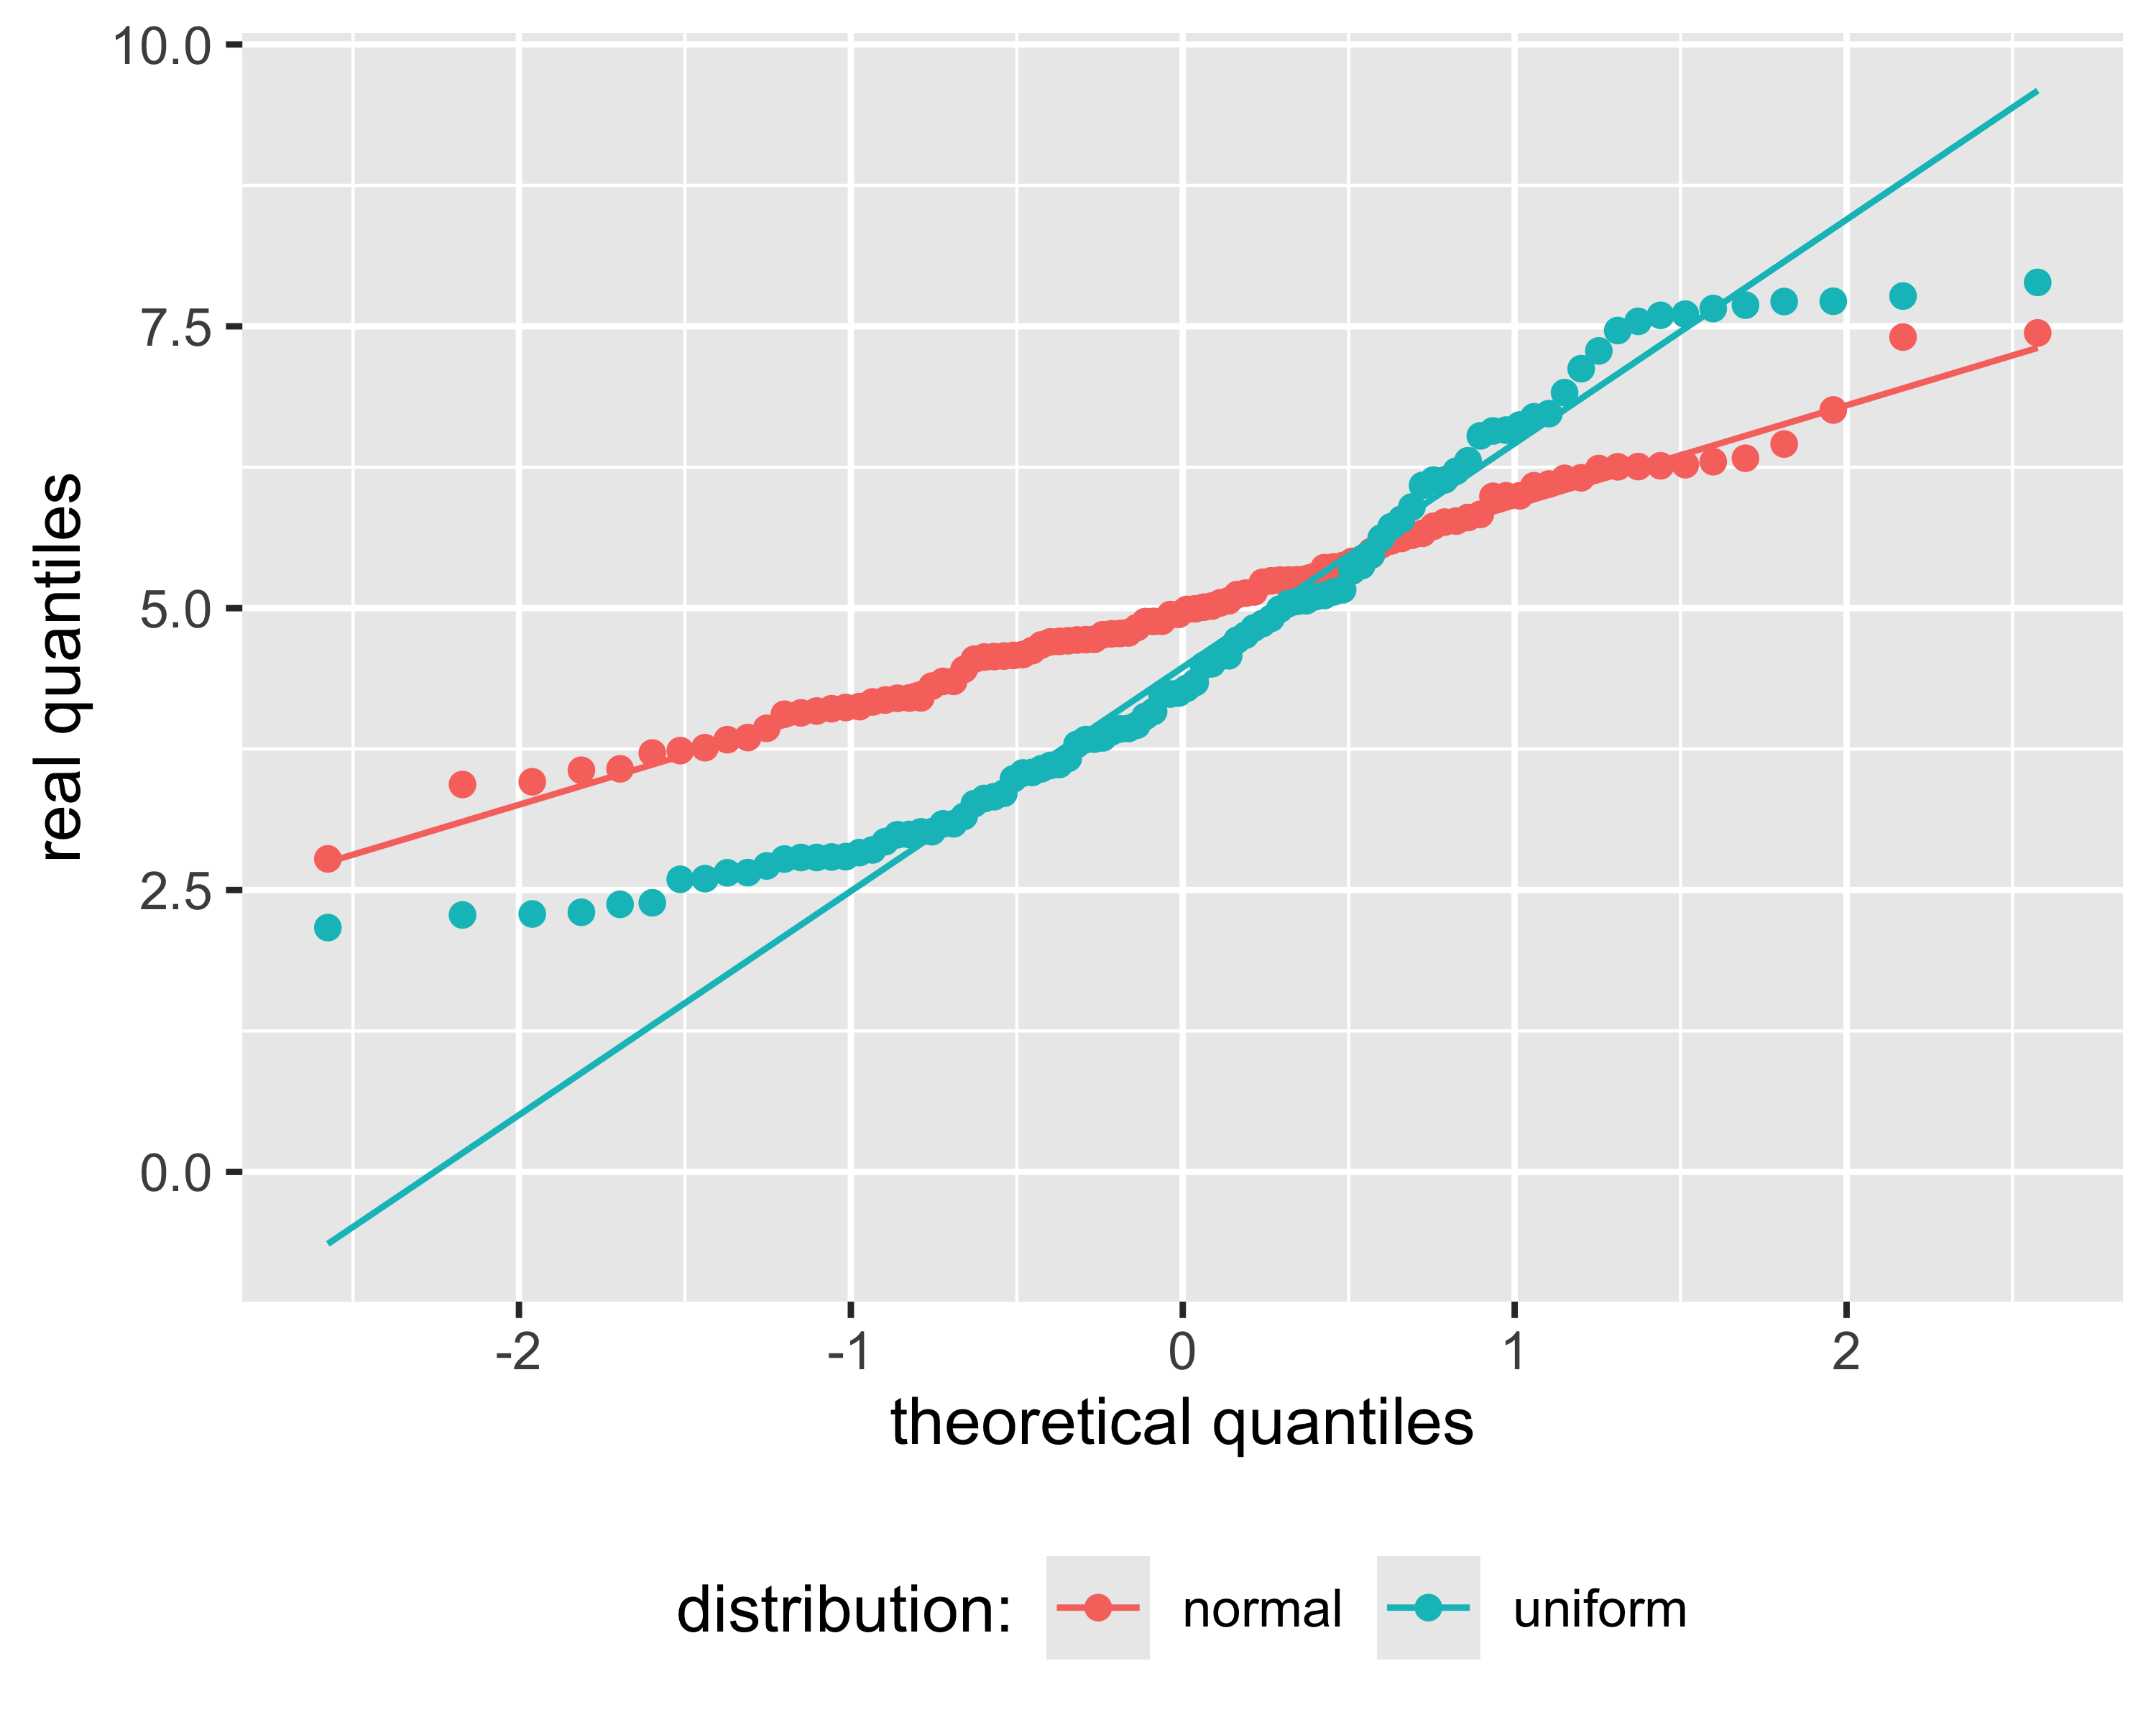 10.0
7.5
5.0
2.5
0.0
real quantiles
-2 -1 0 1 2
theoretical quantiles
distribution: normal uniform